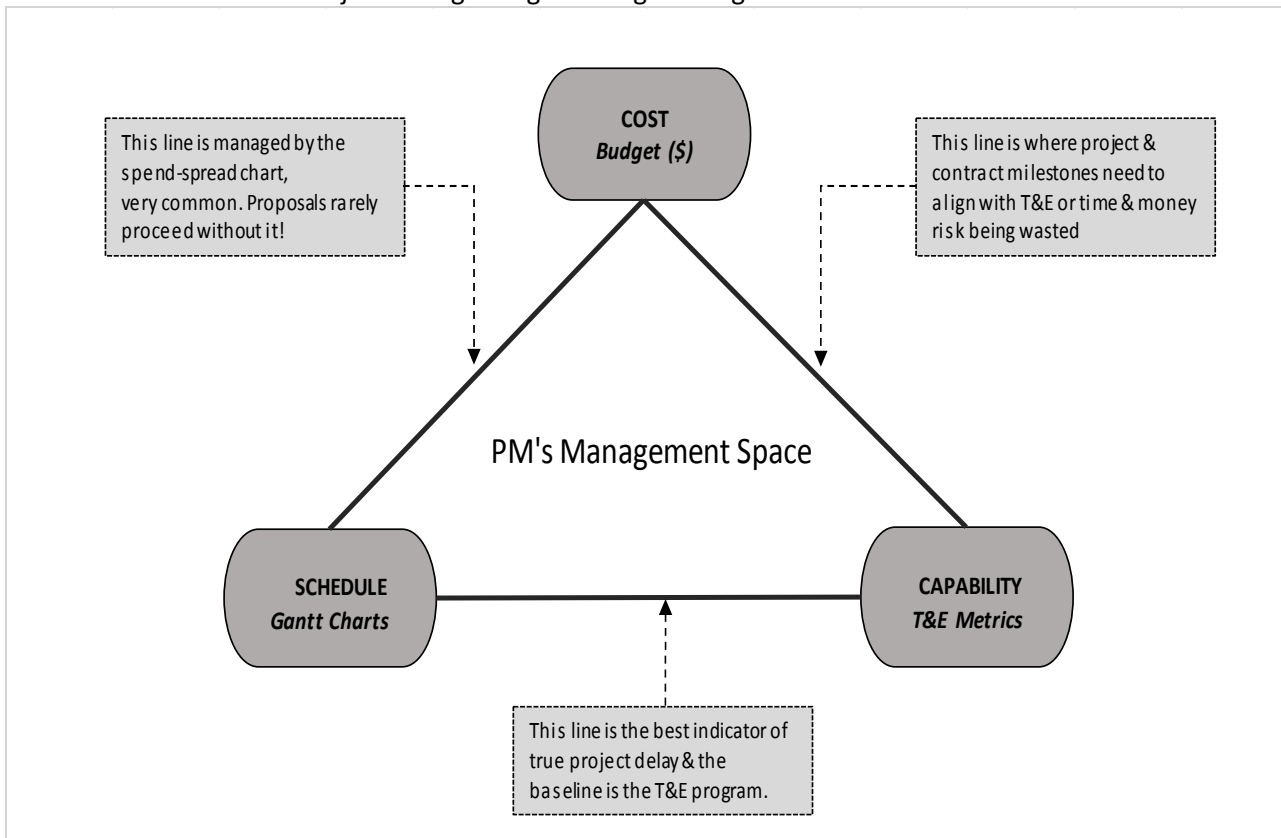 COST
Budget ($)
This line is managed by the
spend-spread chart,
very common. Proposals rarely
proceed without it!
This line is where project &
contract milestones need to
align with T&E or time & money
risk being wasted
PM's Management Space
SCHEDULE
Gantt Charts
CAPABILITY
T&E Metrics
This line is the best indicator of
true project delay & the
baseline is the T&E program.